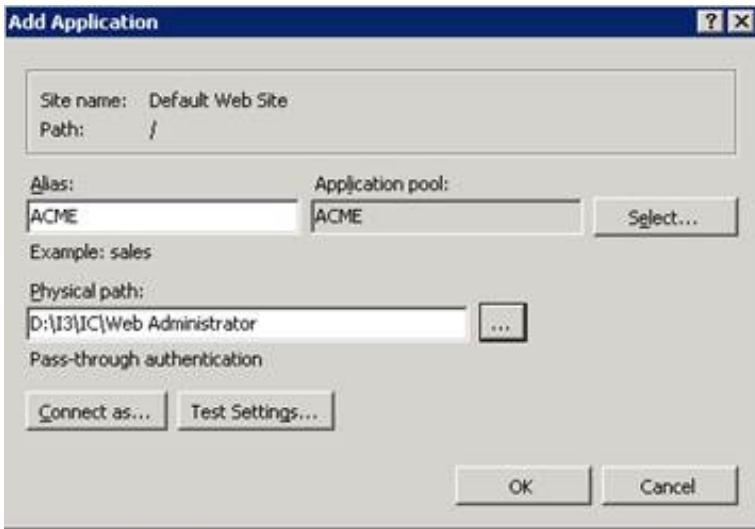 Add Application
Site name: Default Web Site
Path: /
Alias: Application pool:
ACME ACME Select...
Example: sales
Physical path:
D:\I3\IC\Web Administrator ...
Pass-through authentication
Connect as... Test Settings...
OK Cancel